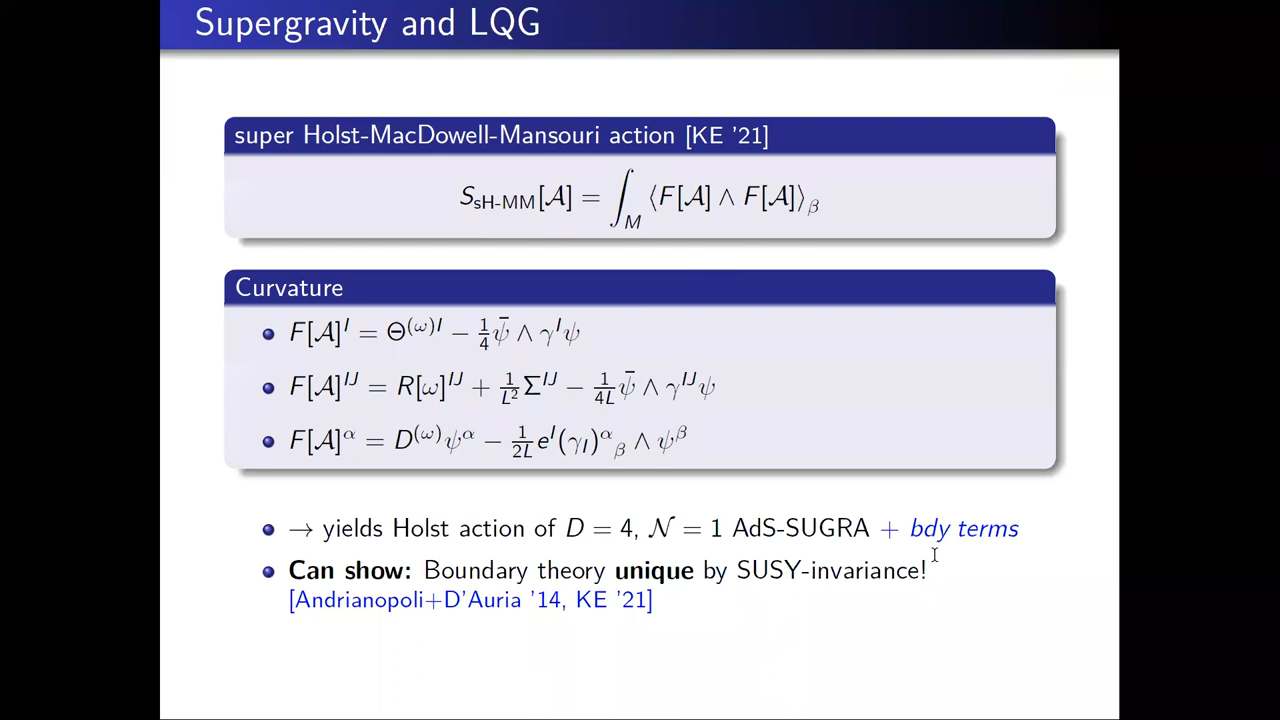 Supergravity and LQG
super Holst-MacDowell-Mansouri action [KE '21]
S_{sH-MM}[𝒜] = ∫_M ⟨F[𝒜] ∧ F[𝒜]⟩_β
Curvature
F[𝒜]^I = Θ^{(ω)I} − 1/4 ψ̄ ∧ γ^I ψ
F[𝒜]^{IJ} = R[ω]^{IJ} + 1/L² Σ^{IJ} − 1/4L ψ̄ ∧ γ^{IJ} ψ
F[𝒜]^α = D^{(ω)} ψ^α − 1/2L e^I (γ_I)^α_β ∧ ψ^β
→ yields Holst action of D = 4, 𝒩 = 1 AdS-SUGRA + bdy terms
Can show: Boundary theory unique by SUSY-invariance!
[Andrianopoli+D'Auria '14, KE '21]